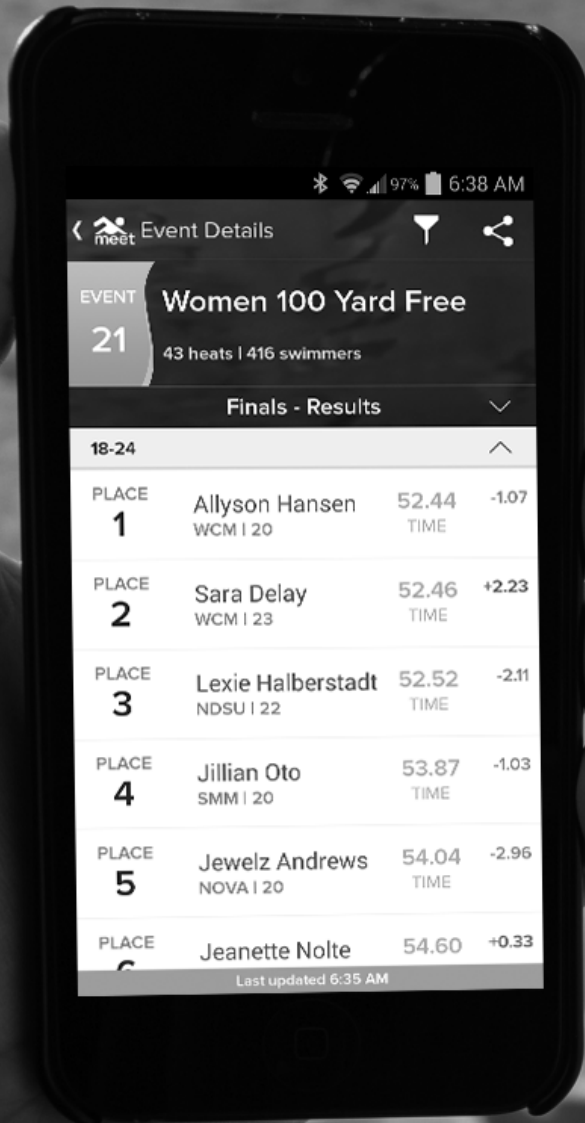 97% 6:38 AM
meet Event Details
EVENT
21
Women 100 Yard Free
43 heats | 416 swimmers
Finals - Results
18-24
PLACE
1
Allyson Hansen
WCM | 20
52.44
TIME
-1.07
PLACE
2
Sara Delay
WCM | 23
52.46
TIME
+2.23
PLACE
3
Lexie Halberstadt
NDSU | 22
52.52
TIME
-2.11
PLACE
4
Jillian Oto
SMM | 20
53.87
TIME
-1.03
PLACE
5
Jewelz Andrews
NOVA | 20
54.04
TIME
-2.96
PLACE
Jeanette Nolte
54.60
+0.33
Last updated 6:35 AM